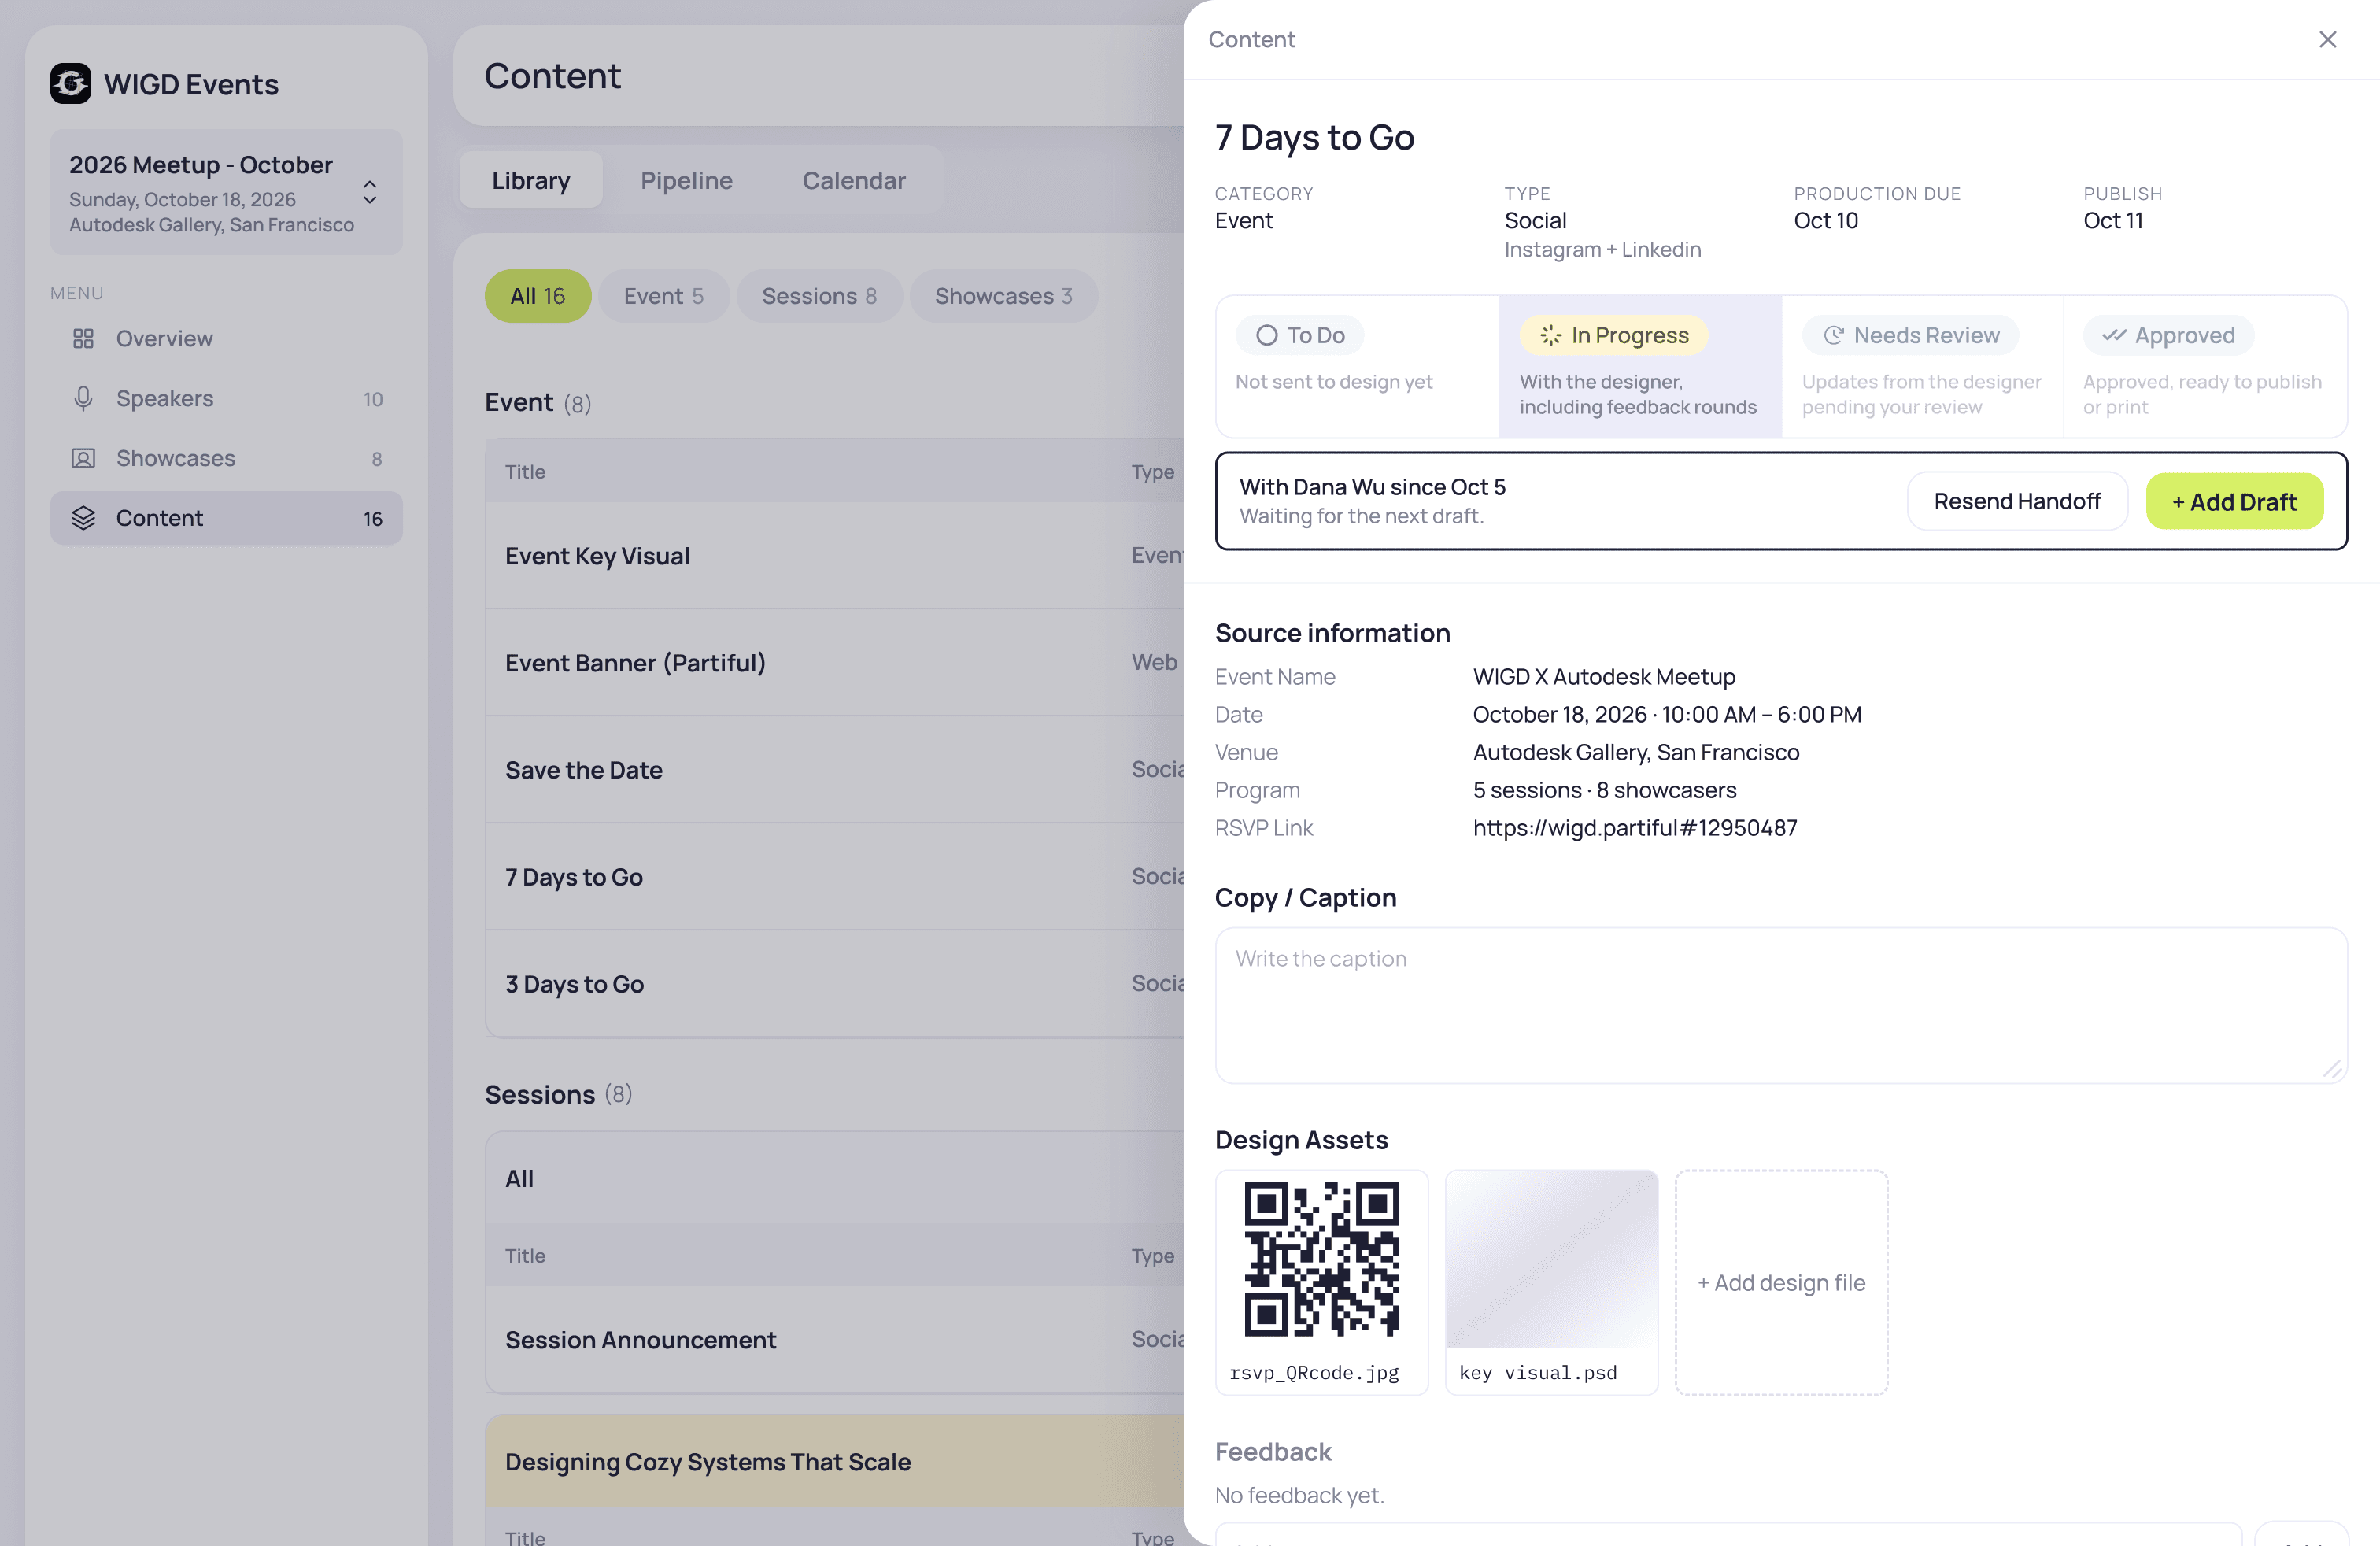 WIGD Events
2026 Meetup - October
Sunday, October 18, 2026
Autodesk Gallery, San Francisco
MENU
Overview
Speakers 10
Showcases 8
Content 16
Content
Library Pipeline Calendar
All 16 Event 5 Sessions 8 Showcases 3
Event (8)
Title Type
Event Key Visual
Event Banner (Partiful) Web
Save the Date
7 Days to Go
3 Days to Go
Sessions (8)
All
Title Type
Session Announcement
Designing Cozy Systems That Scale
Title Type
Content
7 Days to Go
CATEGORY TYPE PRODUCTION DUE PUBLISH
Event Social Oct 10 Oct 11
Instagram + Linkedin
To Do In Progress Needs Review Approved
Not sent to design yet
With the designer,
including feedback rounds
Updates from the designer
pending your review
Approved, ready to publish
or print
With Dana Wu since Oct 5
Waiting for the next draft.
Resend Handoff + Add Draft
Source information
Event Name WIGD X Autodesk Meetup
Date October 18, 2026 · 10:00 AM – 6:00 PM
Venue Autodesk Gallery, San Francisco
Program 5 sessions · 8 showcasers
RSVP Link https://wigd.partiful#12950487
Copy / Caption
Write the caption
Design Assets
rsvp_QRcode.jpg
key visual.psd
+ Add design file
Feedback
No feedback yet.